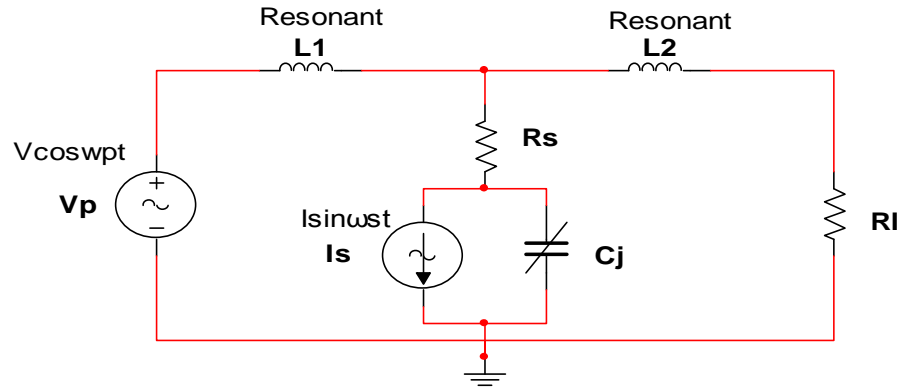 Resonant
L1
Resonant
L2
Rs
Vcoswpt
Vp
Isinωst
Is
Cj
Rl